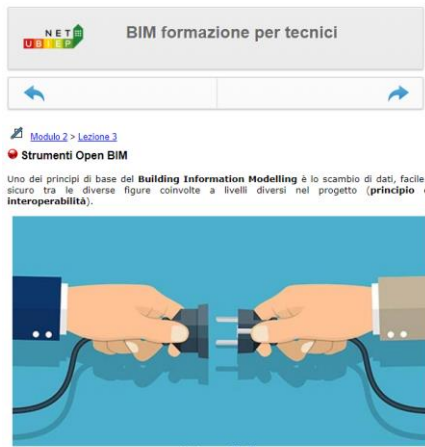 NET
UBIEP
BIM formazione per tecnici
Modulo 2 > Lezione 3
Strumenti Open BIM
Uno dei principi di base del Building Information Modelling è lo scambio di dati, facile
sicuro tra le diverse figure coinvolte a livelli diversi nel progetto (principio
interoperabilità).